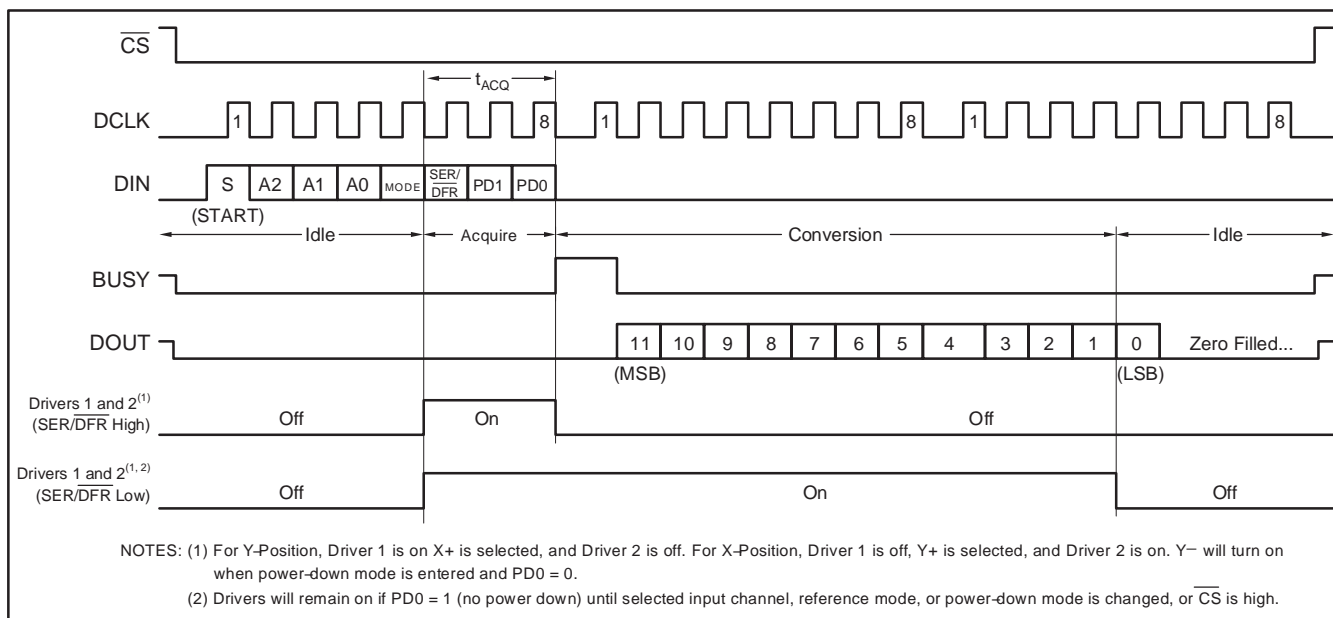 CS
tACQ
DCLK 1 8 1 8 1 8
DIN S A2 A1 A0 MODE SER/DFR PD1 PD0
(START)
Idle Acquire Conversion Idle
BUSY
DOUT 11 10 9 8 7 6 5 4 3 2 1 0 Zero Filled...
(MSB) (LSB)
Drivers 1 and 2(1)
(SER/DFR High) Off On Off
Drivers 1 and 2(1, 2)
(SER/DFR Low) Off On Off
NOTES: (1) For Y–Position, Driver 1 is on X+ is selected, and Driver 2 is off. For X–Position, Driver 1 is off, Y+ is selected, and Driver 2 is on. Y– will turn on
when power–down mode is entered and PD0 = 0.
(2) Drivers will remain on if PD0 = 1 (no power down) until selected input channel, reference mode, or power–down mode is changed, or CS is high.